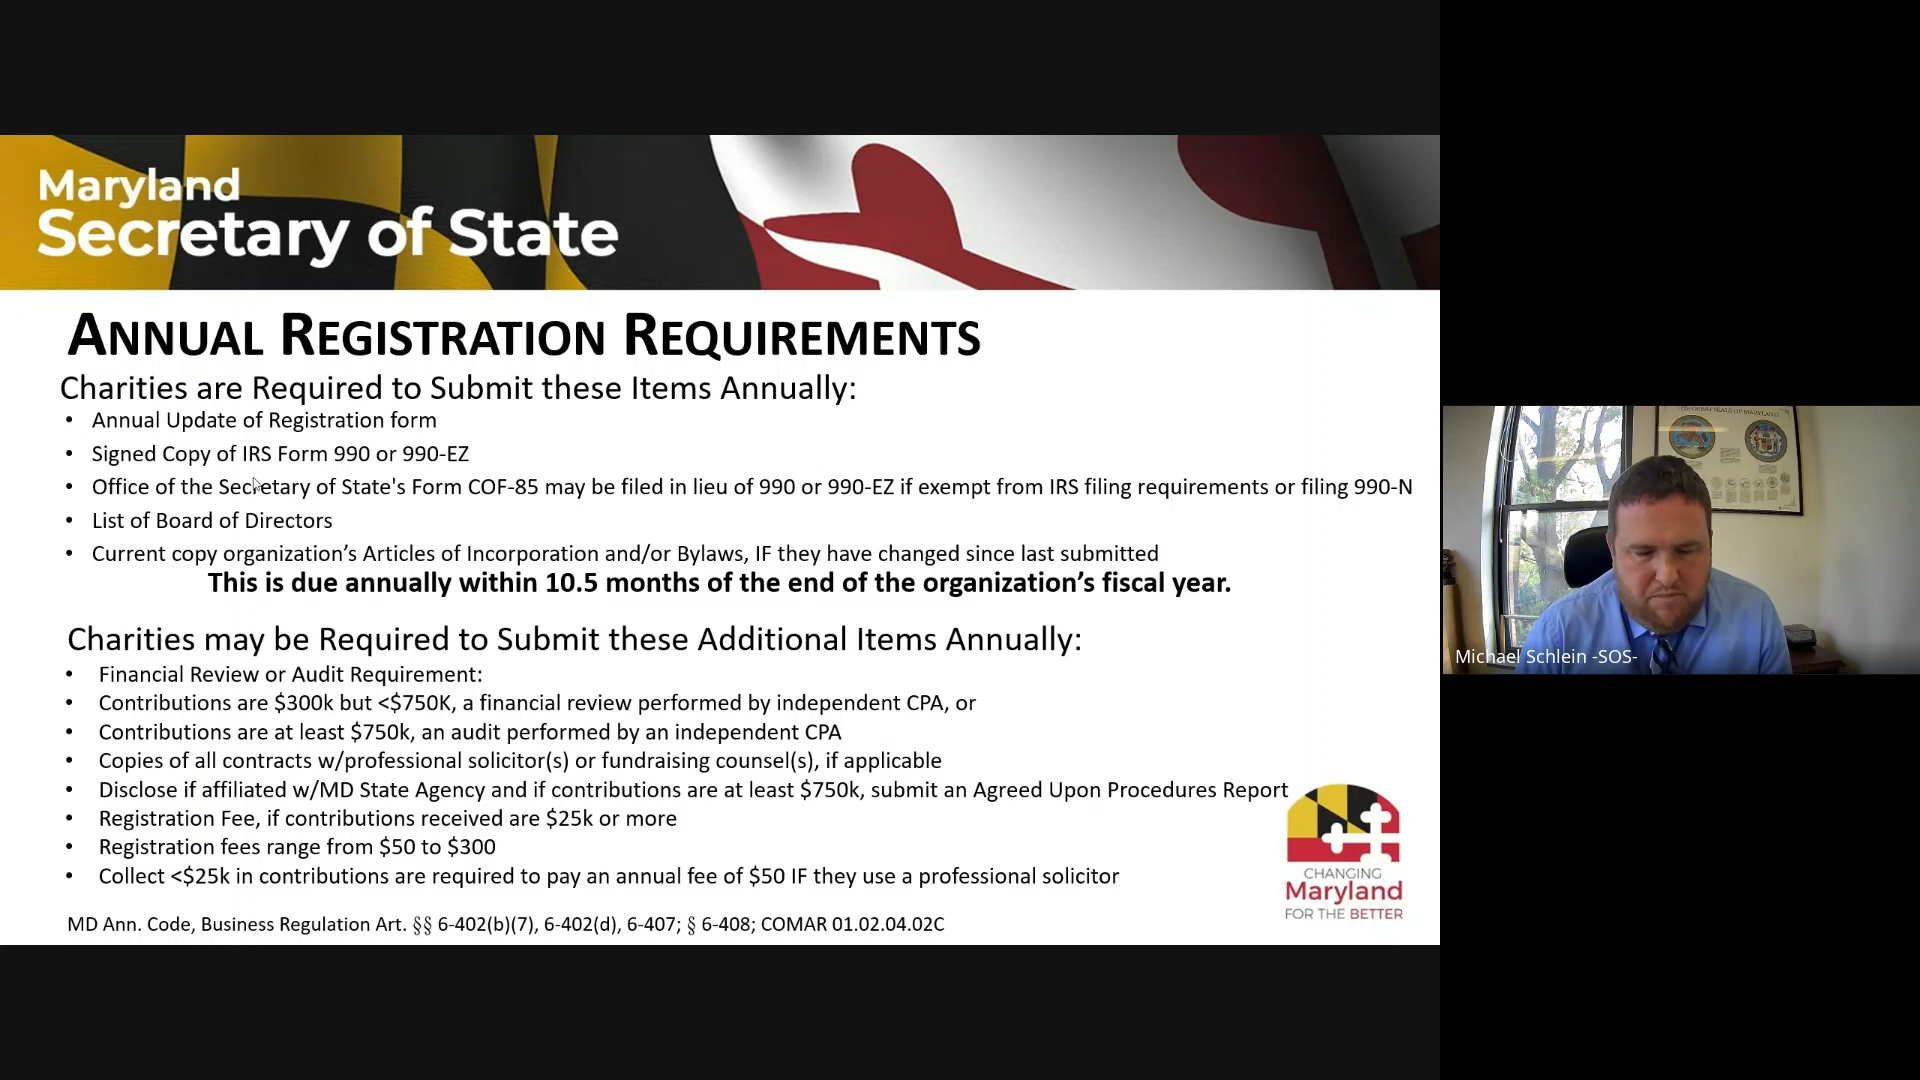 Maryland
Secretary of State
ANNUAL REGISTRATION REQUIREMENTS
Charities are Required to Submit these Items Annually:
• Annual Update of Registration form
• Signed Copy of IRS Form 990 or 990-EZ
• Office of the Secretary of State's Form COF-85 may be filed in lieu of 990 or 990-EZ if exempt from IRS filing requirements or filing 990-N
• List of Board of Directors
• Current copy organization’s Articles of Incorporation and/or Bylaws, IF they have changed since last submitted
This is due annually within 10.5 months of the end of the organization’s fiscal year.
Charities may be Required to Submit these Additional Items Annually:
• Financial Review or Audit Requirement:
• Contributions are $300k but <$750K, a financial review performed by independent CPA, or
• Contributions are at least $750k, an audit performed by an independent CPA
• Copies of all contracts w/professional solicitor(s) or fundraising counsel(s), if applicable
• Disclose if affiliated w/MD State Agency and if contributions are at least $750k, submit an Agreed Upon Procedures Report
• Registration Fee, if contributions received are $25k or more
• Registration fees range from $50 to $300
• Collect <$25k in contributions are required to pay an annual fee of $50 IF they use a professional solicitor
MD Ann. Code, Business Regulation Art. §§ 6-402(b)(7), 6-402(d), 6-407; § 6-408; COMAR 01.02.04.02C
CHANGING
Maryland
FOR THE BETTER
THE GREAT SEALS OF MARYLAND
Michael Schlein -SOS-